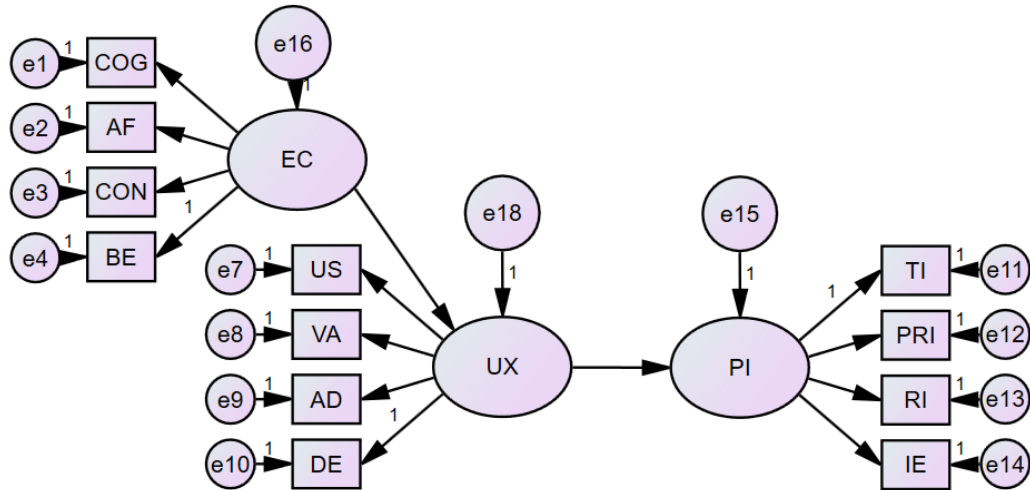 e16
e1
1
COG
1
e2
1
AF
EC
e3
1
CON
1
e4
1
BE
e18
e15
e7
1
US
1
1
TI
1
e11
1
e8
1
VA
UX
PI
PRI
1
e12
e9
1
AD
RI
1
e13
1
e10
1
DE
IE
1
e14